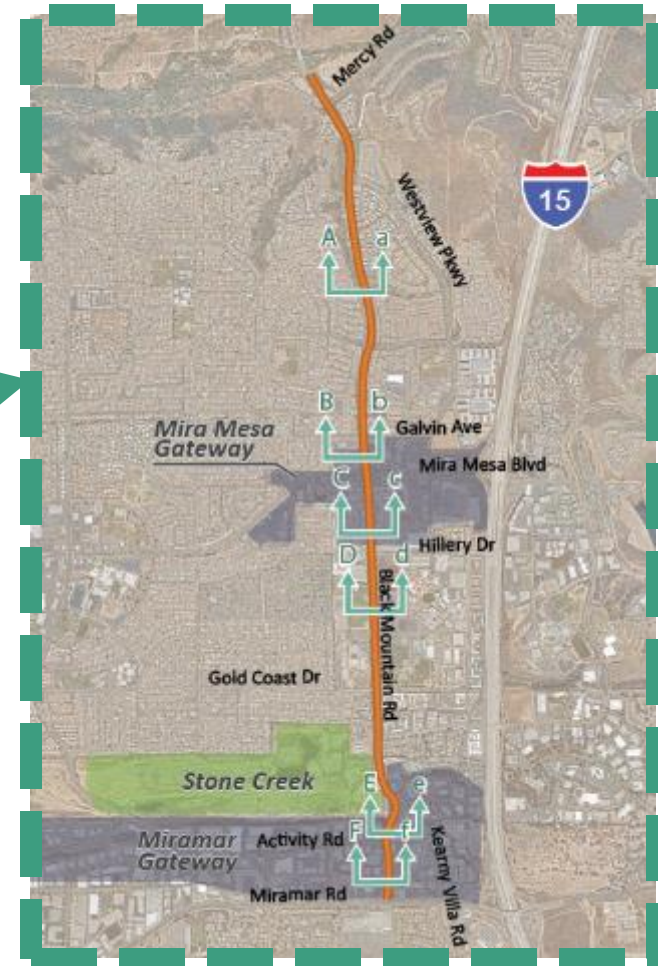 Mercy Rd
15
Westview Pkwy
A a
B b
Galvin Ave
Mira Mesa
Gateway
Mira Mesa Blvd
C c
Hillery Dr
D d
Black Mountain Rd
Gold Coast Dr
Stone Creek
E e
Miramar
Gateway
Activity Rd
F f
Kearny Villa Rd
Miramar Rd